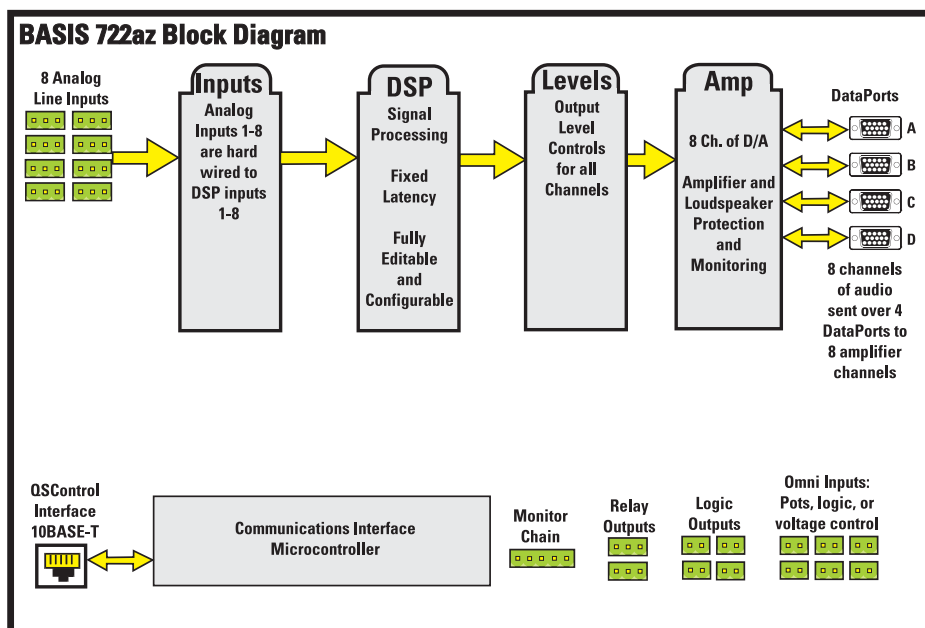 BASIS 722az Block Diagram
8 Analog
Line Inputs
Inputs
Analog
Inputs 1-8
are hard
wired to
DSP inputs
1-8
DSP
Signal
Processing
Fixed
Latency
Fully
Editable
and
Configurable
Levels
Output
Level
Controls
for all
Channels
Amp
8 Ch. of D/A
Amplifier and
Loudspeaker
Protection
and
Monitoring
DataPorts
A
B
C
D
8 channels
of audio
sent over 4
DataPorts to
8 amplifier
channels
QSControl
Interface
10BASE-T
Communications Interface
Microcontroller
Monitor
Chain
Relay
Outputs
Logic
Outputs
Omni Inputs:
Pots, logic, or
voltage control